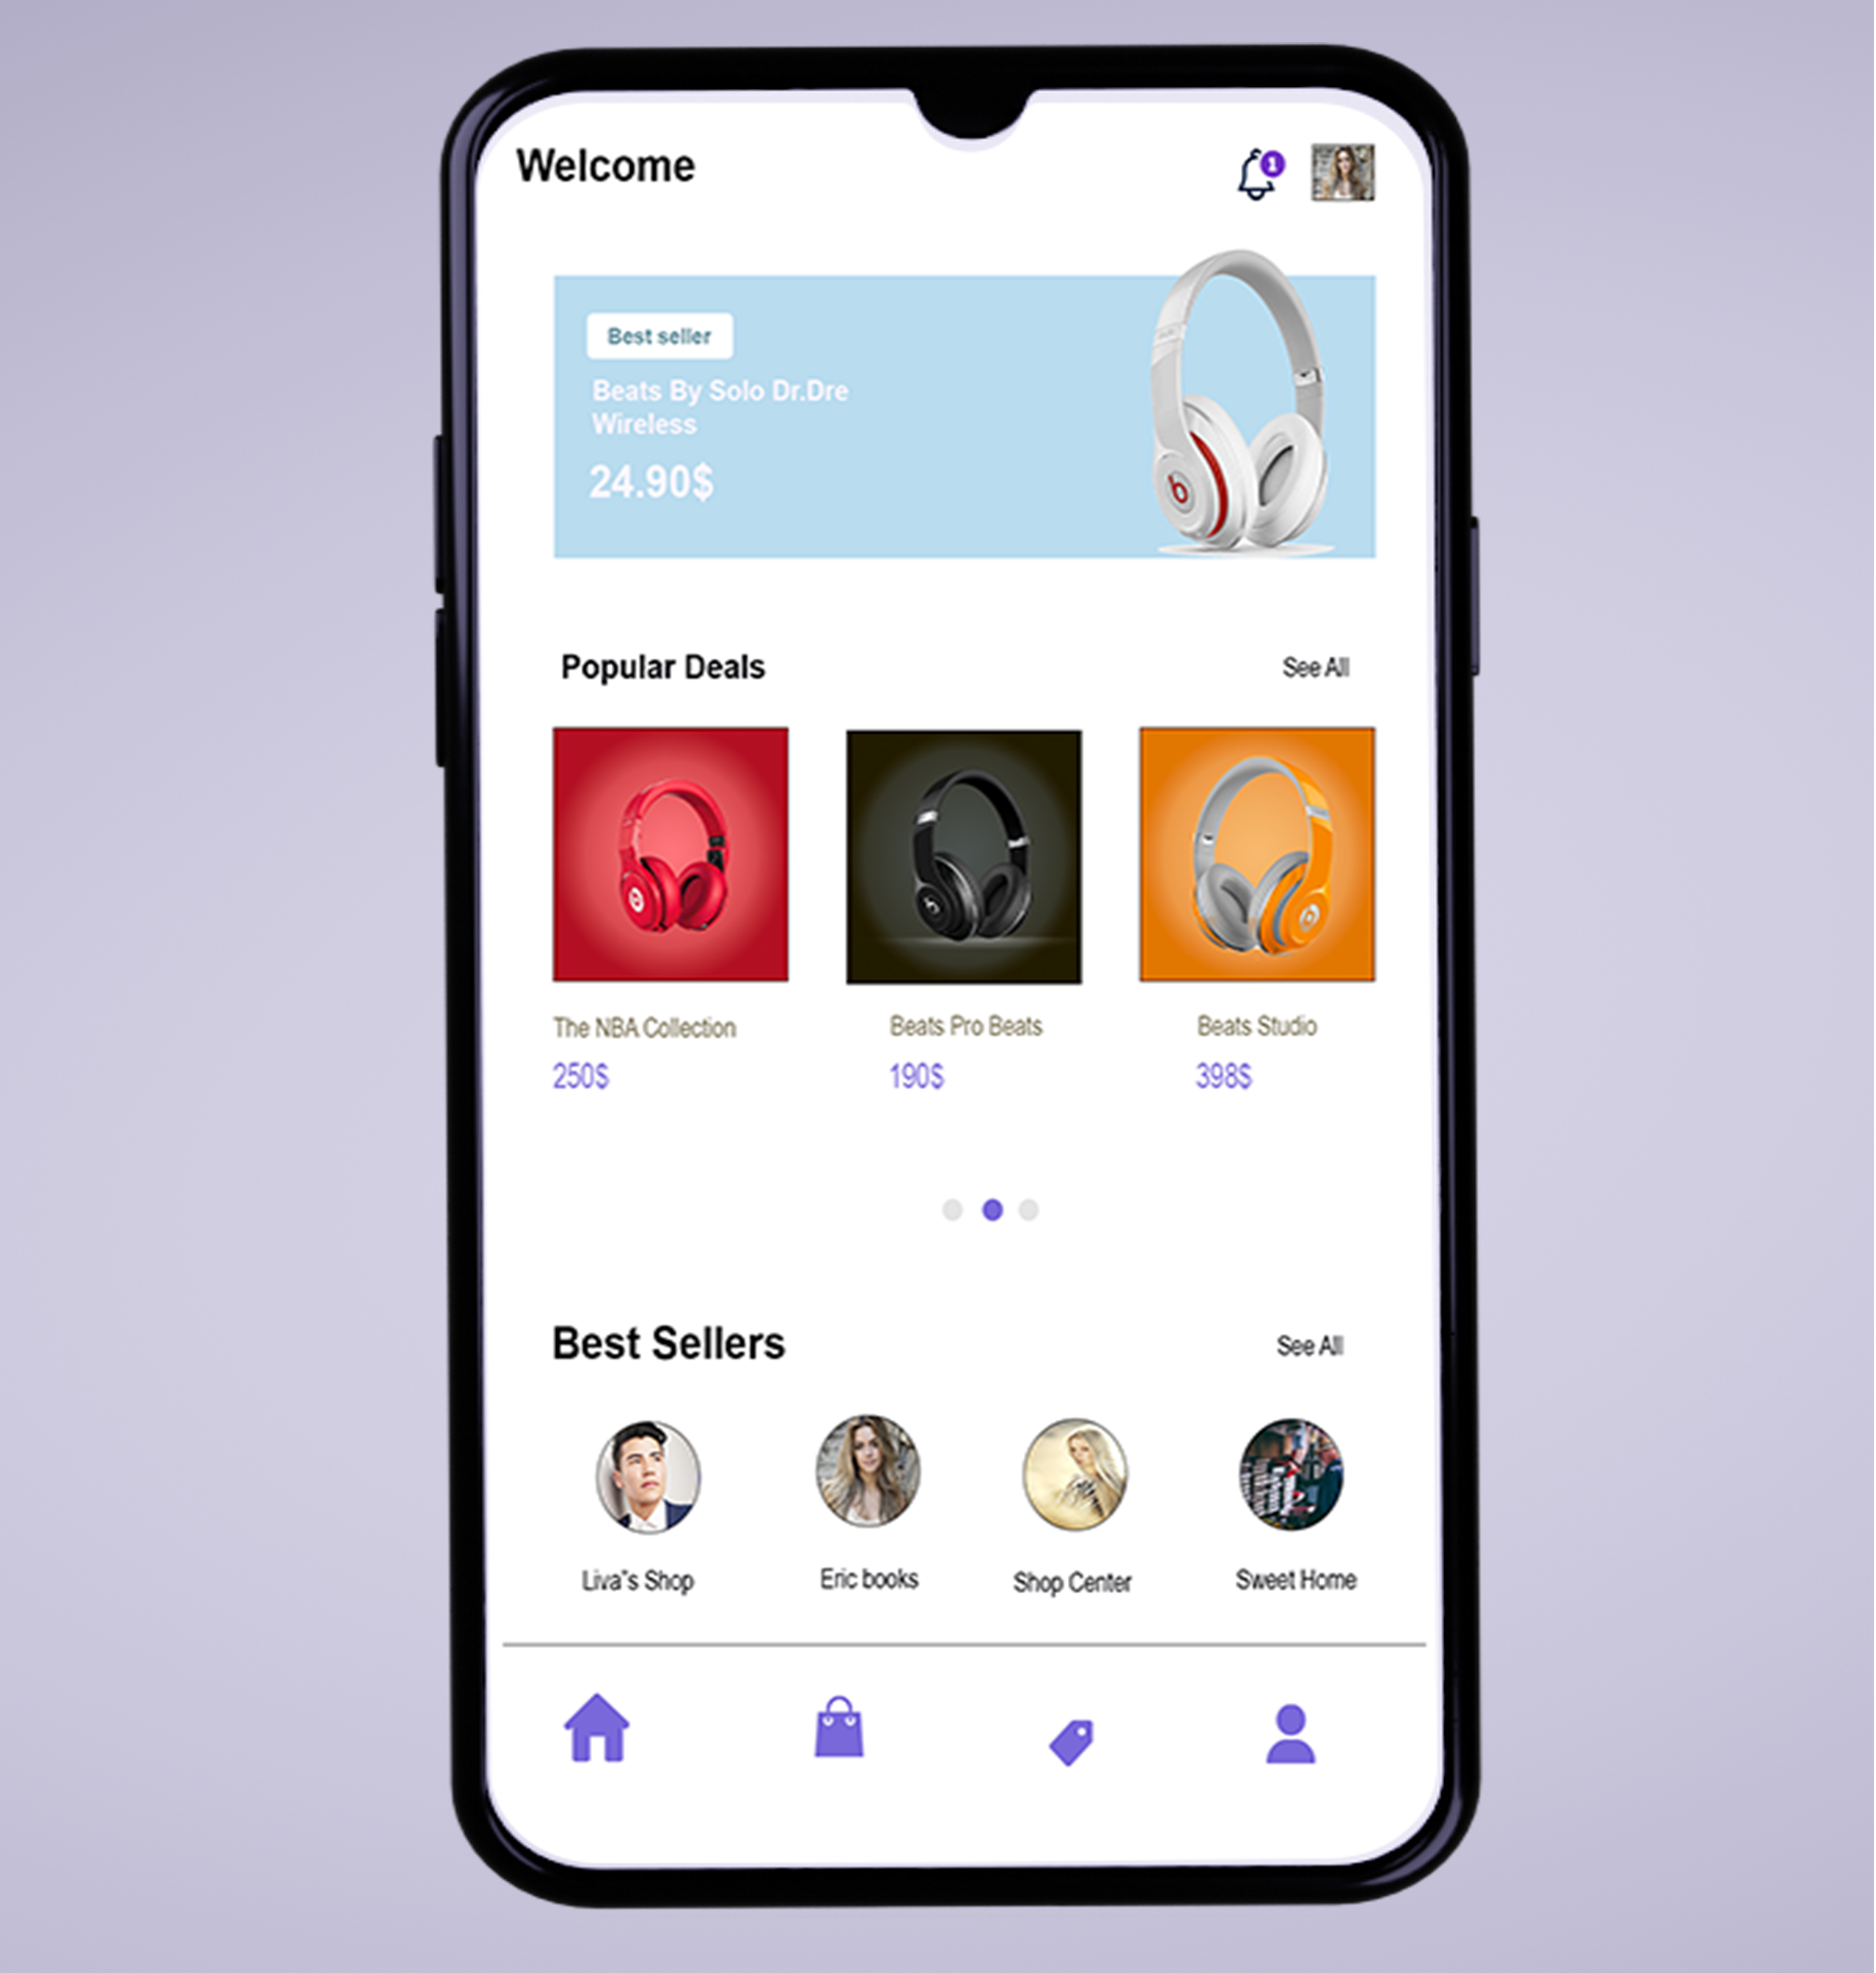 Welcome
1
Best seller
Beats By Solo Dr.Dre
Wireless
24.90$
Popular Deals
See All
The NBA Collection
Beats Pro Beats
Beats Studio
250$
190$
398$
Best Sellers
See All
Liva"s Shop
Eric books
Shop Center
Sweet Home